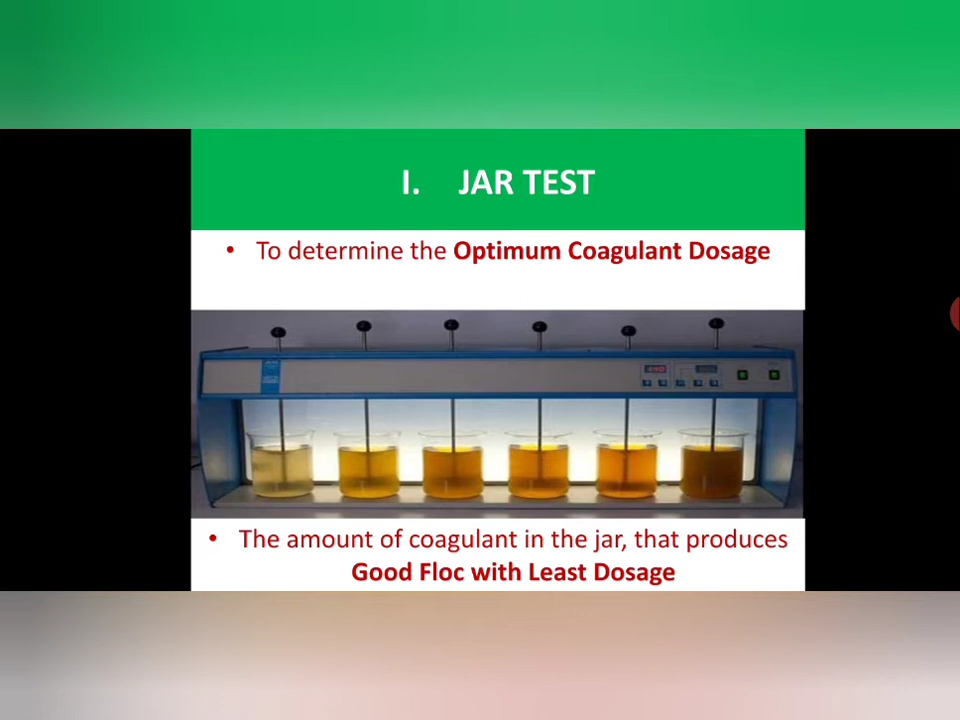 I. JAR TEST
• To determine the Optimum Coagulant Dosage
• The amount of coagulant in the jar, that produces
Good Floc with Least Dosage